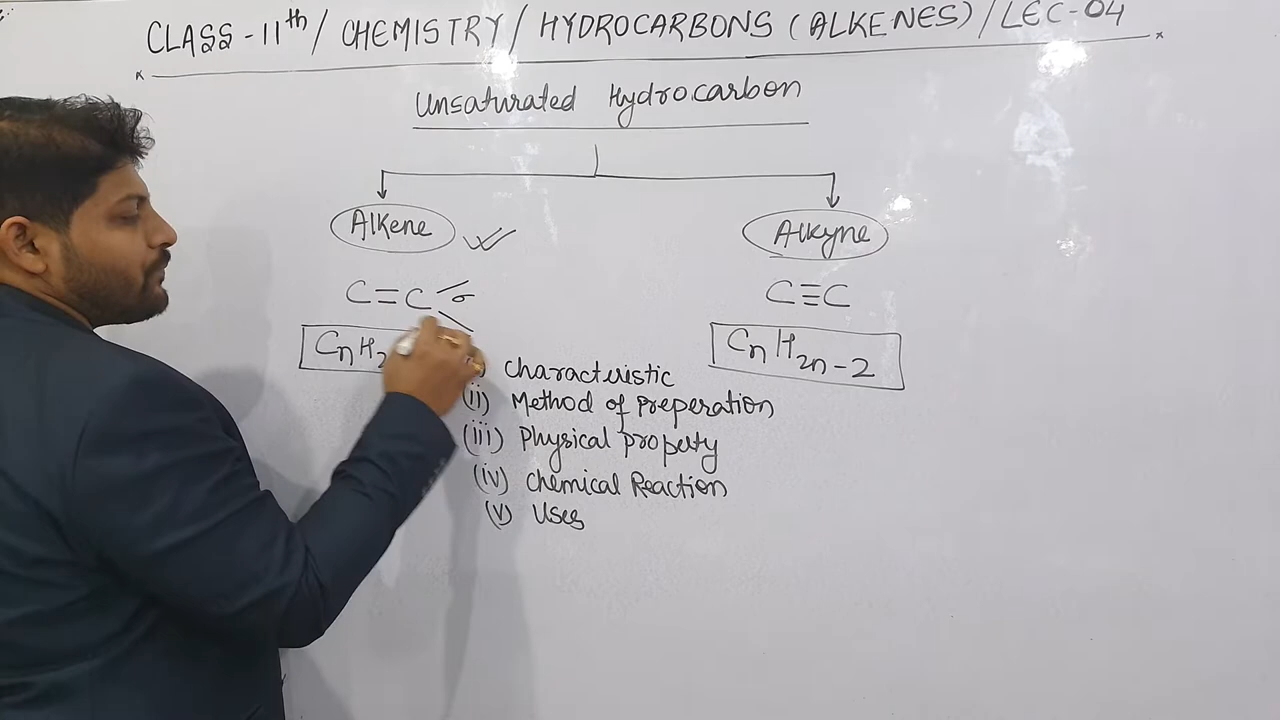 CLASS-11th/ CHEMISTRY/ HYDROCARBONS (ALKENES)/LEC-04
Unsaturated Hydrocarbon
Alkene Alkyne
C=C σ C≡C
CnH2 CnH2n-2
Characteristic
(ii) Method of preperation
(iii) Physical property
(iv) Chemical Reaction
(v) Uses